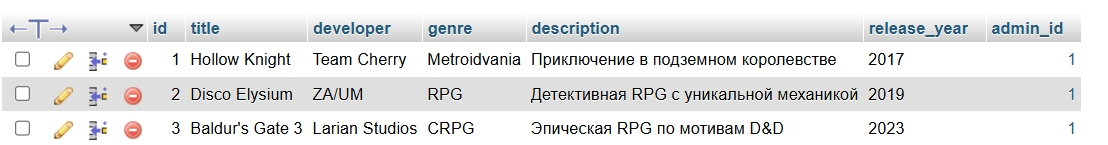 id title developer genre description release_year admin_id
1 Hollow Knight Team Cherry Metroidvania Приключение в подземном королевстве 2017 1
2 Disco Elysium ZA/UM RPG Детективная RPG с уникальной механикой 2019 1
3 Baldur's Gate 3 Larian Studios CRPG Эпическая RPG по мотивам D&D 2023 1